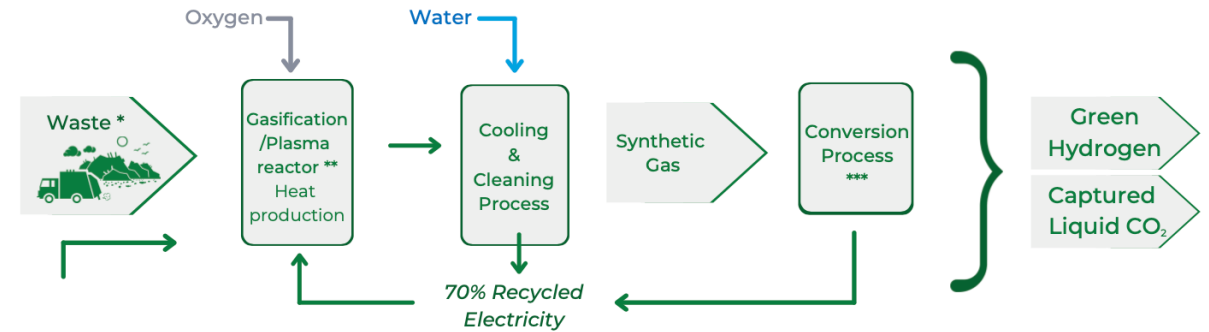 Oxygen
Water
Waste *
Gasification
/Plasma
reactor **
Heat
production
Cooling
&
Cleaning
Process
Synthetic
Gas
Conversion
Process
***
Green
Hydrogen
Captured
Liquid CO₂
70% Recycled
Electricity